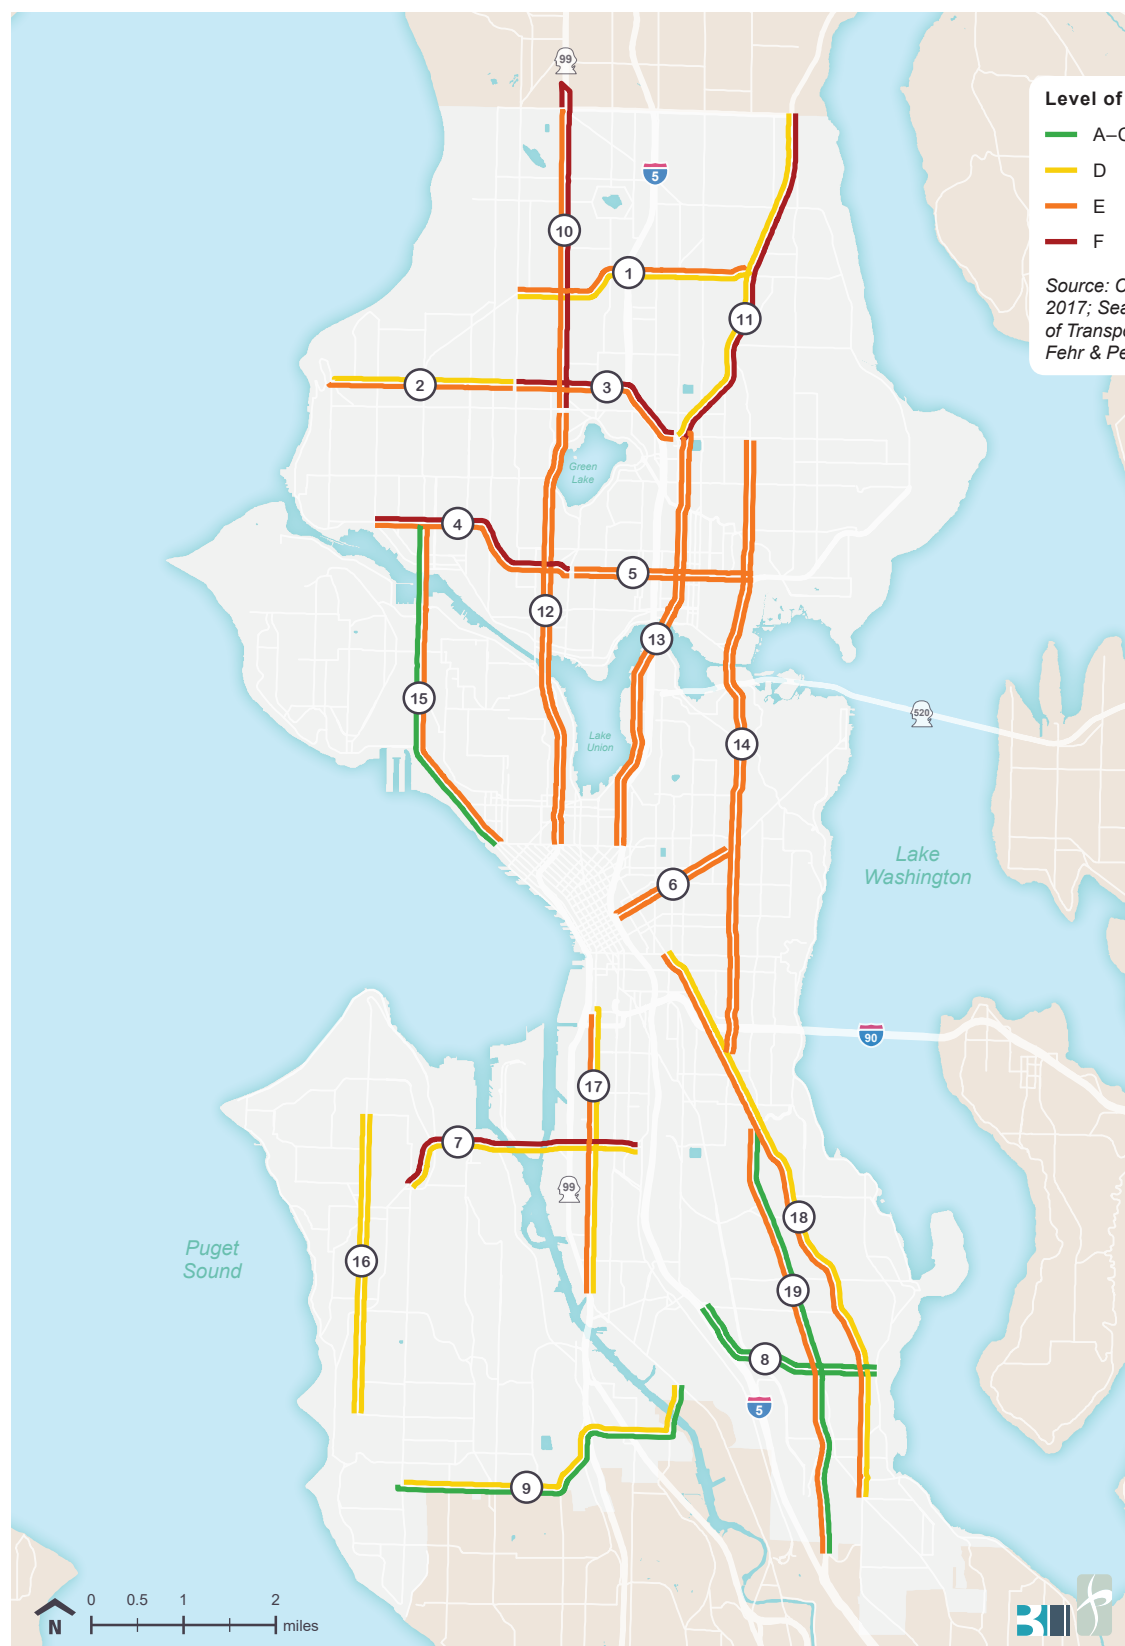 99
Level of
A–C
D
E
F
5
10
1
11
Source: C
2017; Sea
of Transpo
Fehr & Pe
2
3
Green
Lake
4
5
12
13
15
520
14
Lake
Union
Lake
Washington
6
90
17
7
99
18
Puget
Sound
16
19
8
5
9
0 0.5 1 2
miles
N